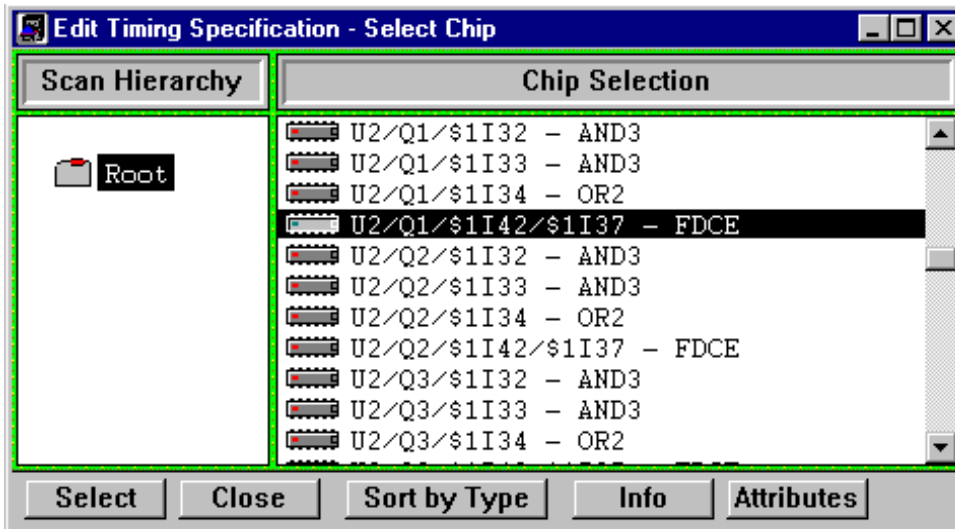 Edit Timing Specification - Select Chip
Scan Hierarchy
Chip Selection
Root
U2/Q1/$1I32 - AND3
U2/Q1/$1I33 - AND3
U2/Q1/$1I34 - OR2
U2/Q1/$1I42/$1I37 - FDCE
U2/Q2/$1I32 - AND3
U2/Q2/$1I33 - AND3
U2/Q2/$1I34 - OR2
U2/Q2/$1I42/$1I37 - FDCE
U2/Q3/$1I32 - AND3
U2/Q3/$1I33 - AND3
U2/Q3/$1I34 - OR2
Select
Close
Sort by Type
Info
Attributes